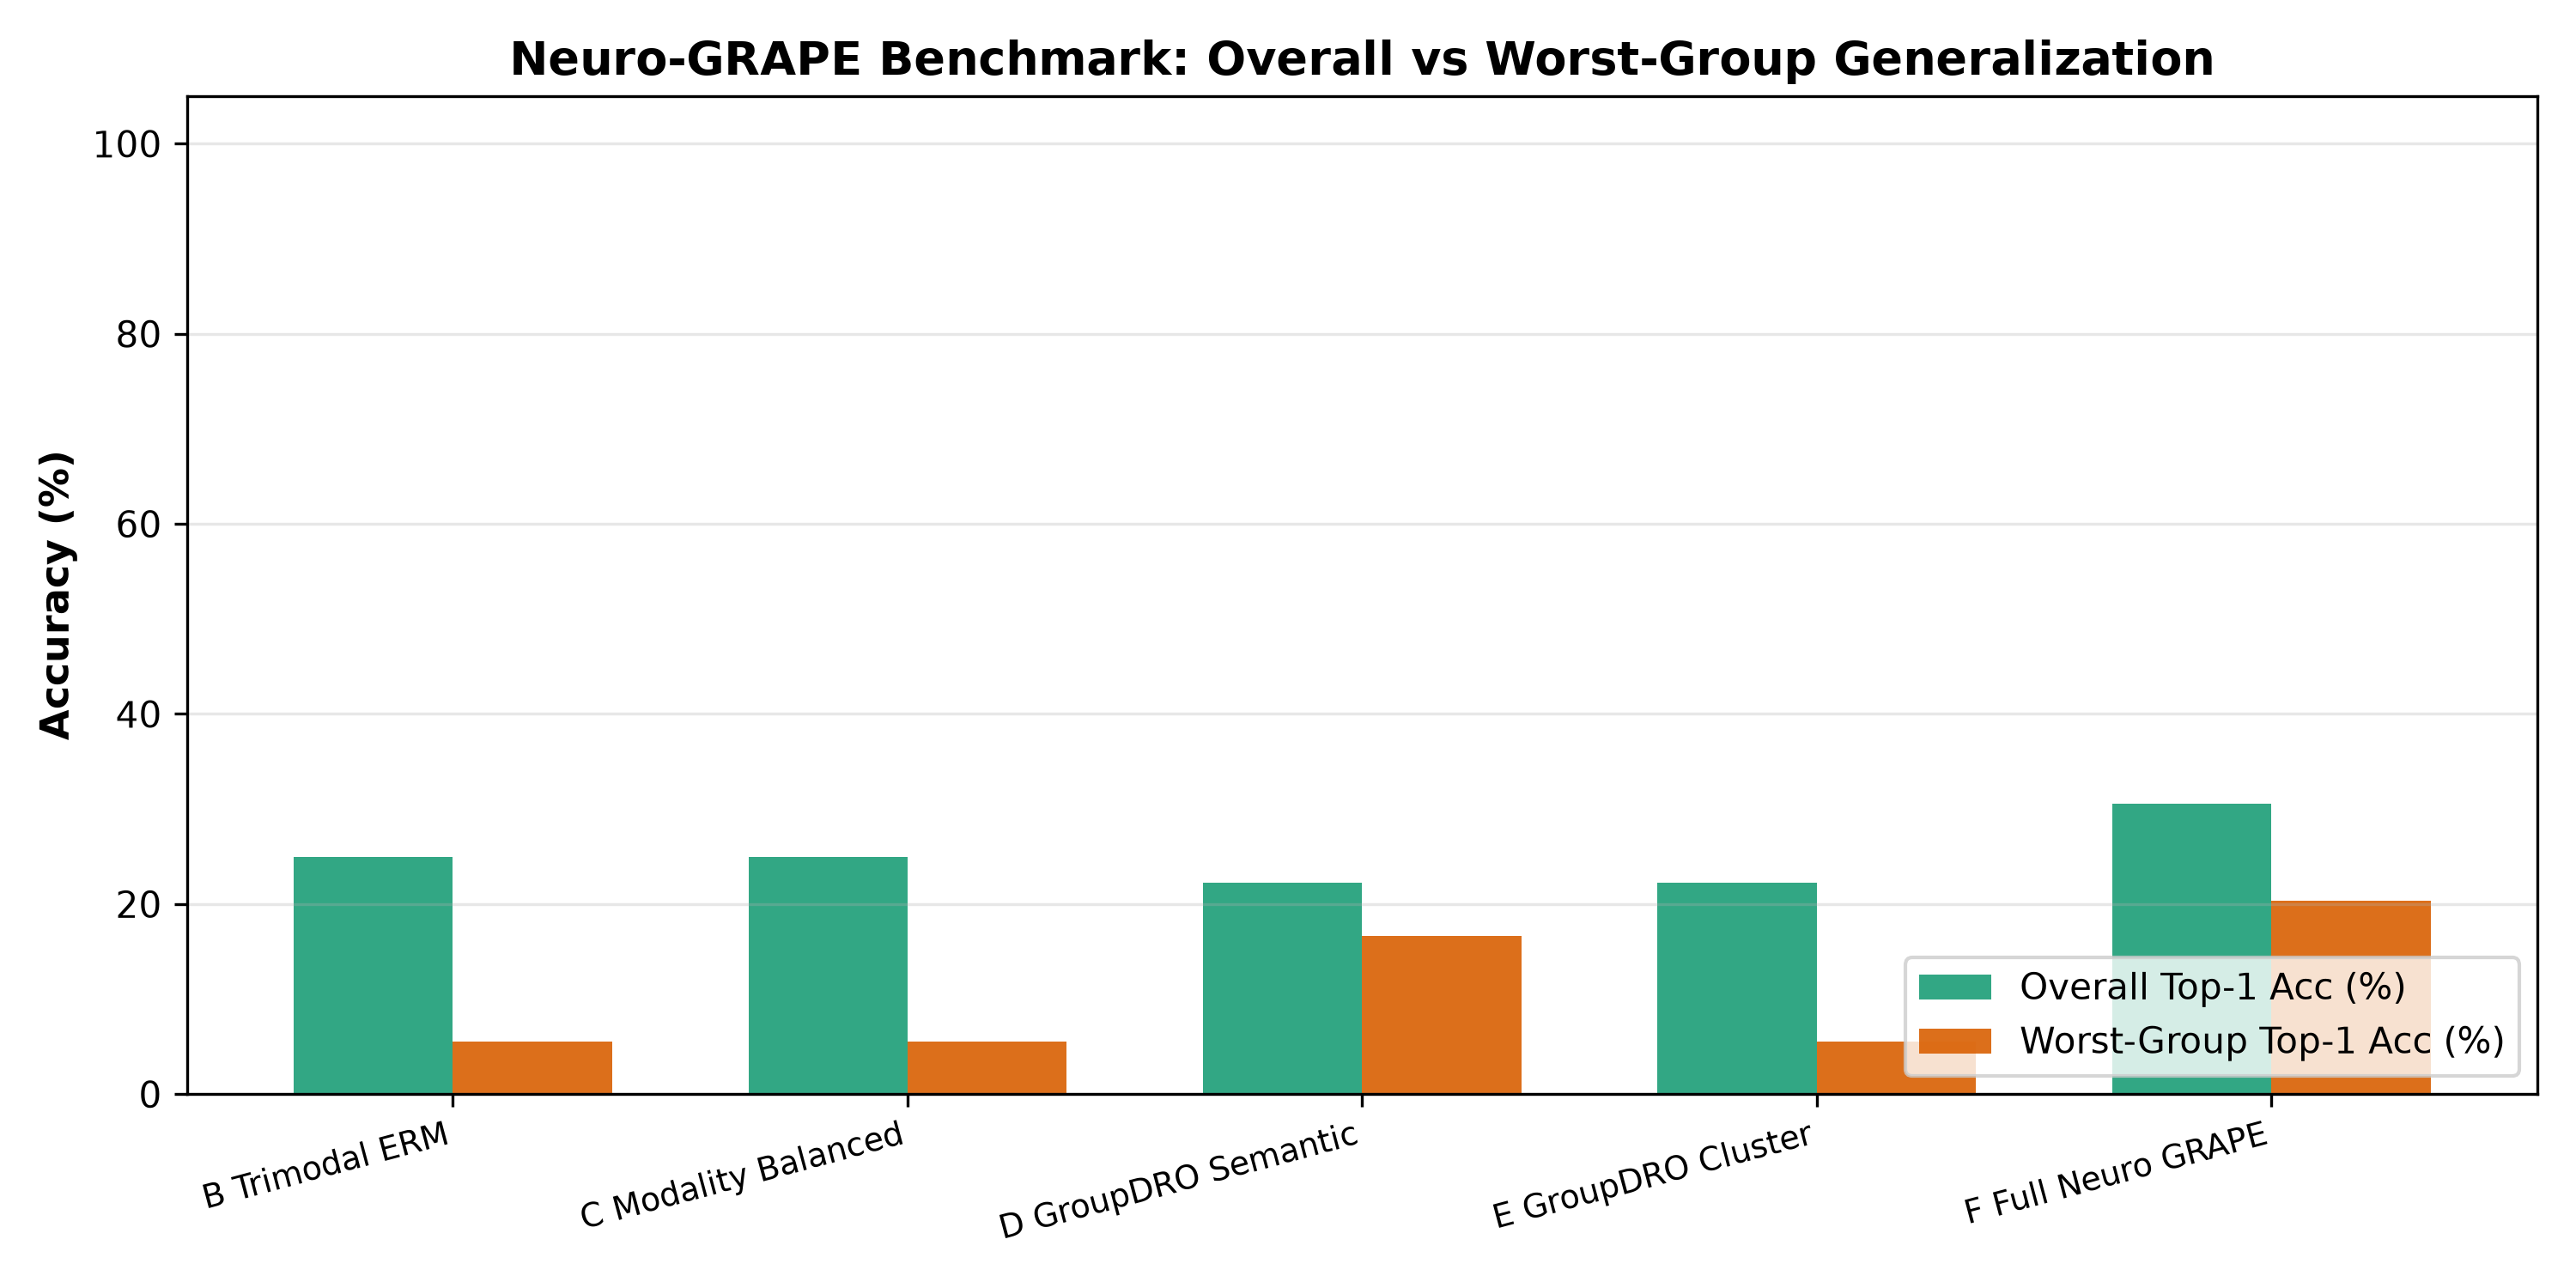 Neuro-GRAPE Benchmark: Overall vs Worst-Group Generalization
Accuracy (%)
100
80
60
40
20
0
Overall Top-1 Acc (%)
Worst-Group Top-1 Acc (%)
B Trimodal ERM
C Modality Balanced
D GroupDRO Semantic
E GroupDRO Cluster
F Full Neuro GRAPE